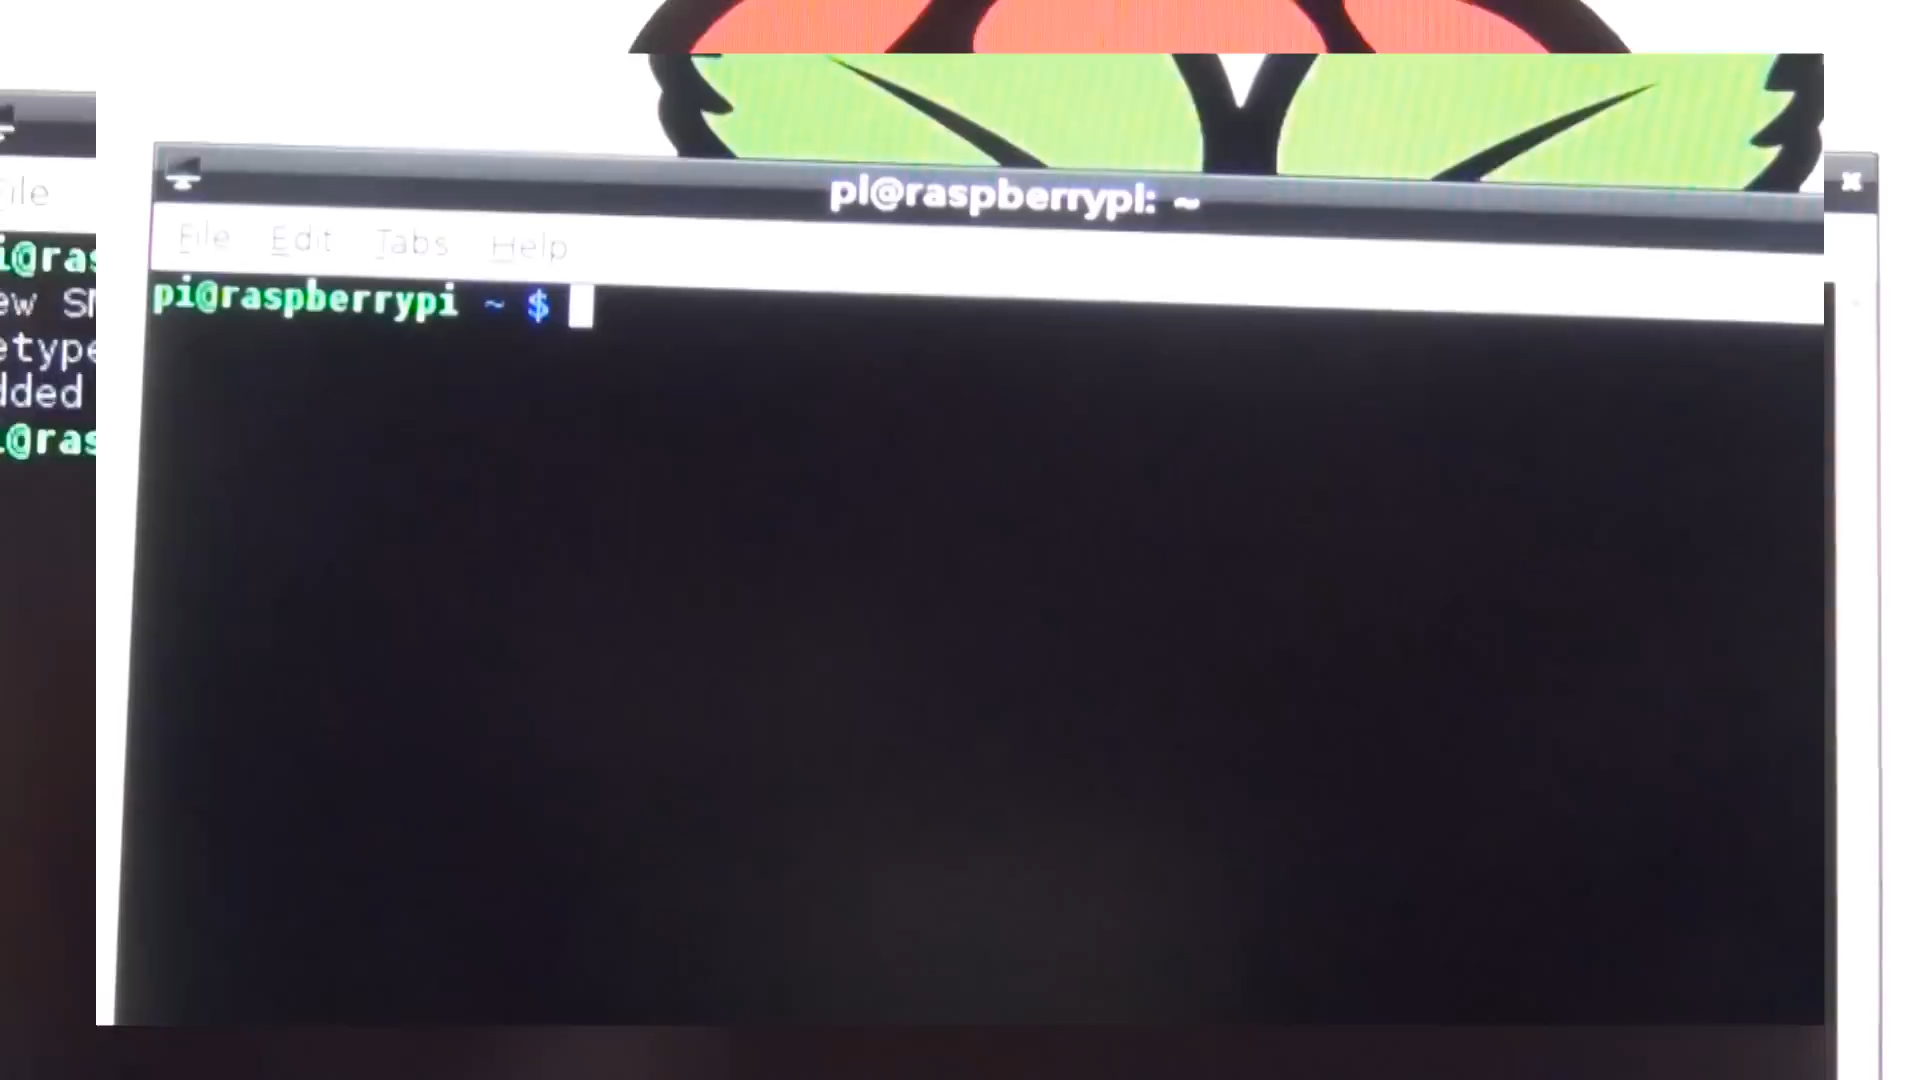 pi@raspberrypi: ~
File Edit Tabs Help
pi@raspberrypi ~ $
ile
i@ras
ew SM
etype
dded
i@ras